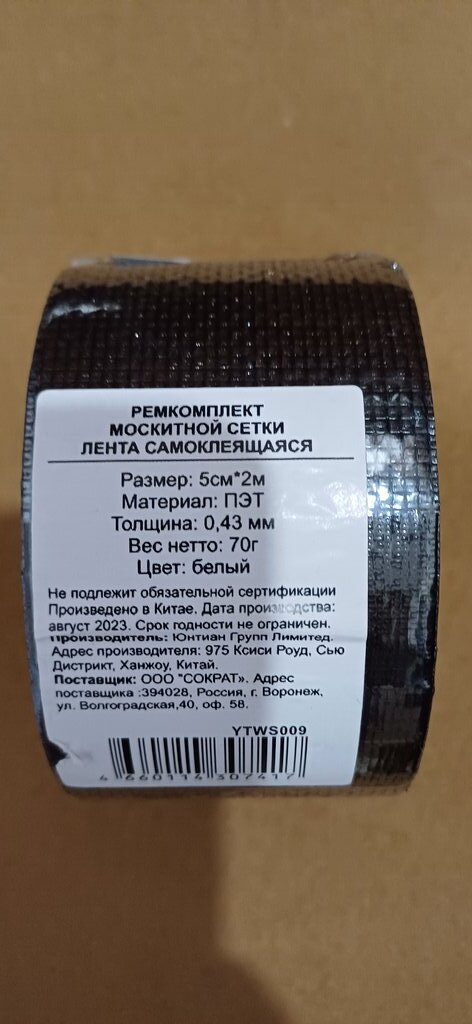 РЕМКОМПЛЕКТ
МОСКИТНОЙ СЕТКИ
ЛЕНТА САМОКЛЕЯЩАЯСЯ
Размер: 5см*2м
Материал: ПЭТ
Толщина: 0,43 мм
Вес нетто: 70г
Цвет: белый
Не подлежит обязательной сертификации
Произведено в Китае. Дата производства:
август 2023. Срок годности не ограничен.
Производитель: Юнтиан Групп Лимитед.
Адрес производителя: 975 Ксиси Роуд, Сью
Дистрикт, Ханжоу, Китай.
Поставщик: ООО "СОКРАТ". Адрес
поставщика :394028, Россия, г. Воронеж,
ул. Волгоградская,40, оф. 58.
YTWS009
4 660114 307417